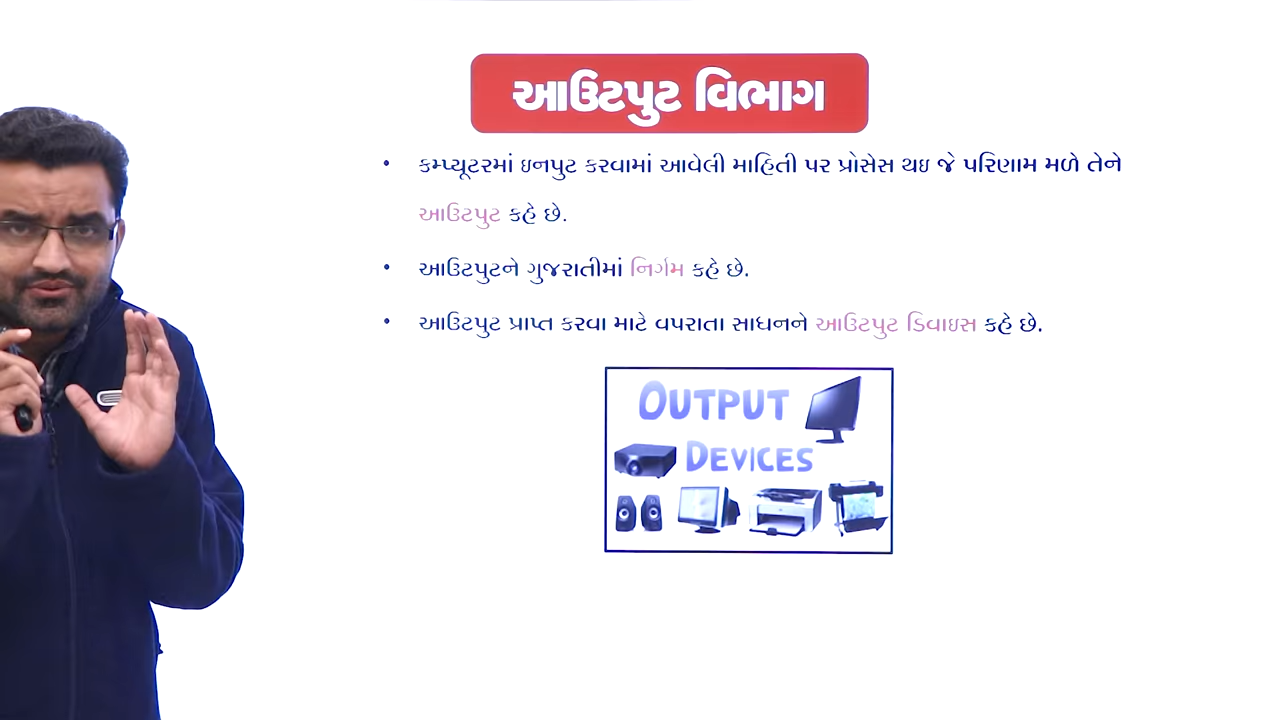 આઉટપુટ વિભાગ
• કમ્પ્યૂટરમાં ઇનપુટ કરવામાં આવેલી માહિતી પર પ્રોસેસ થઇ જે પરિણામ મળે તેને
આઉટપુટ કહે છે.
• આઉટપુટને ગુજરાતીમાં નિર્ગમ કહે છે.
• આઉટપુટ પ્રાપ્ત કરવા માટે વપરાતા સાધનને આઉટપુટ ડિવાઇસ કહે છે.
OUTPUT
DEVICES